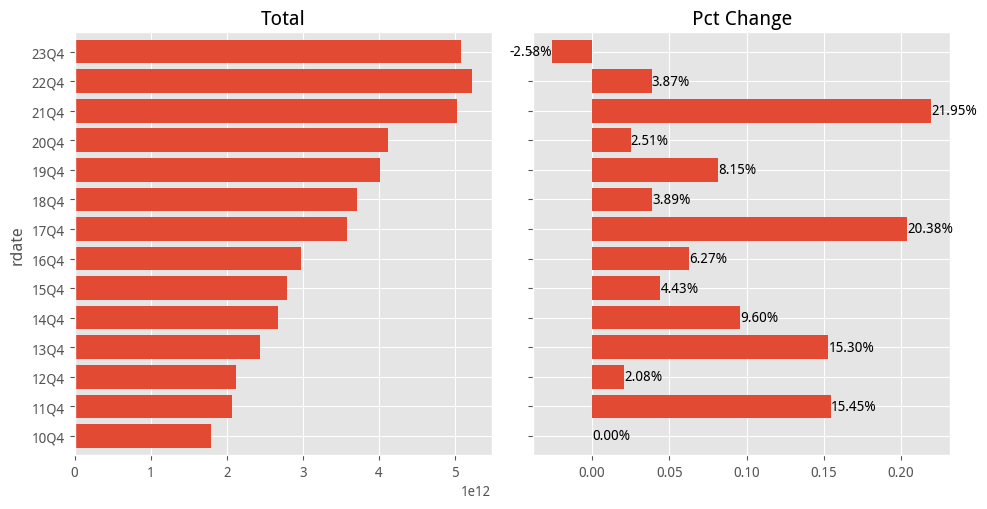 Total
Pct Change
rdate
23Q4
22Q4
21Q4
20Q4
19Q4
18Q4
17Q4
16Q4
15Q4
14Q4
13Q4
12Q4
11Q4
10Q4
0 1 2 3 4 5
1e12
-2.58%
3.87%
21.95%
2.51%
8.15%
3.89%
20.38%
6.27%
4.43%
9.60%
15.30%
2.08%
15.45%
0.00%
0.00 0.05 0.10 0.15 0.20